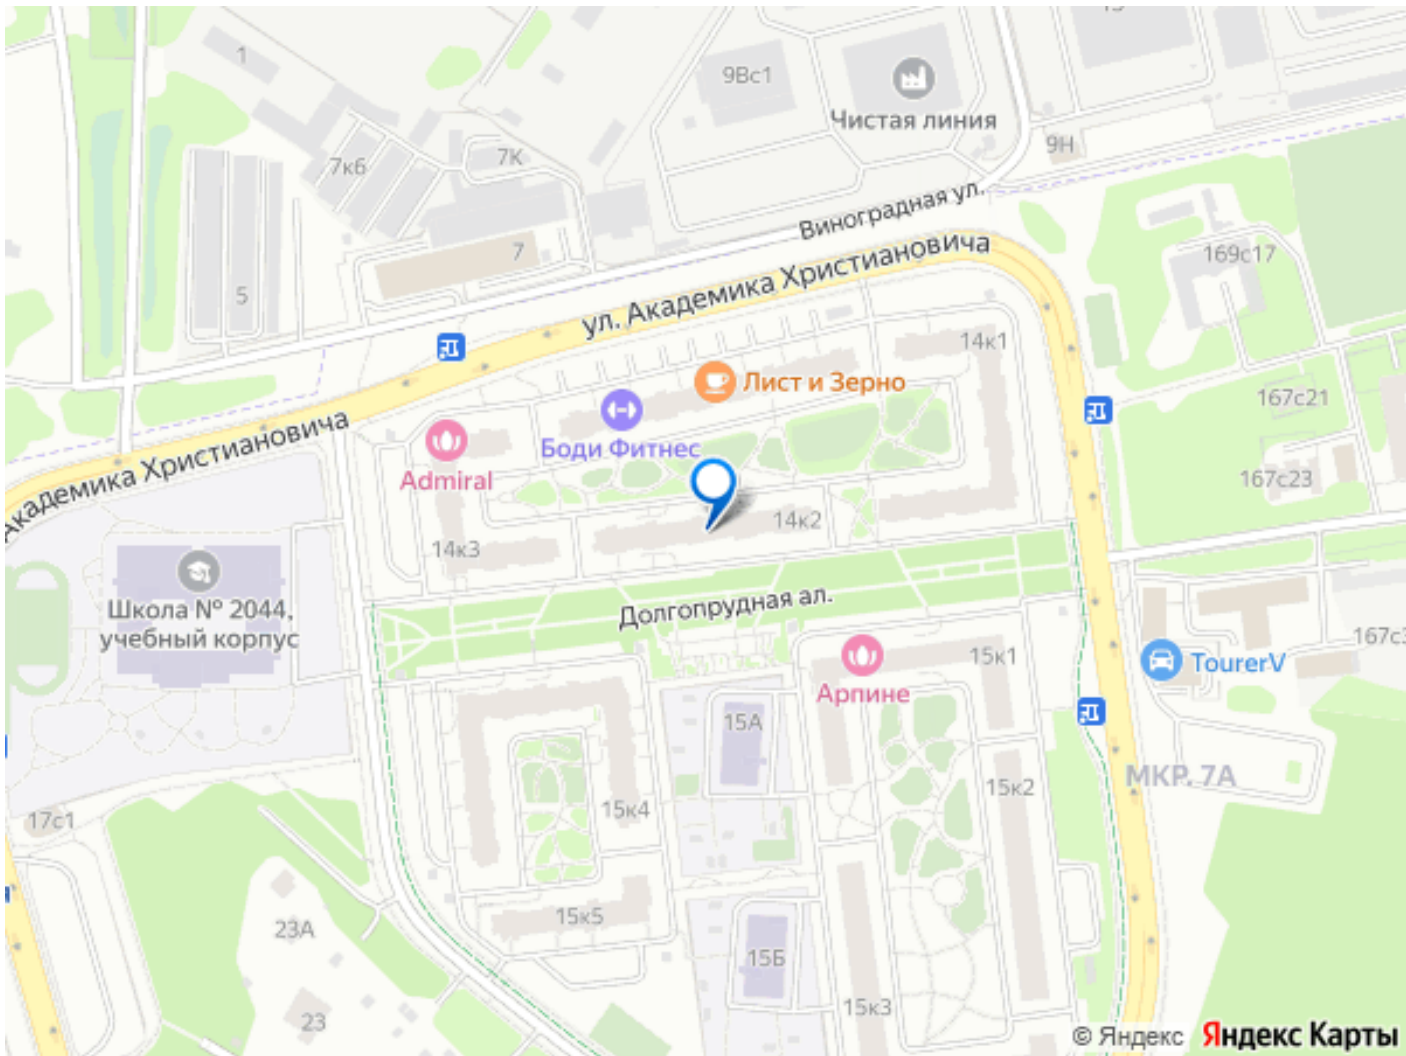 1
9Вс1
Чистая линия
9Н
7к6
7К
Виноградная ул.
7
169с17
5
ул. Академика Христиановича
14к1
Лист и Зерно
167с21
Боди Фитнес
Академика Христиановича
Admiral
167с23
14к2
14к3
Школа № 2044,
учебный корпус
Долгопрудная ал.
167с3
15к1
TourerV
Арпине
15А
МКР. 7А
15к2
15к4
17с1
15к5
23А
15Б
15к3
23
© Яндекс Яндекс Карты